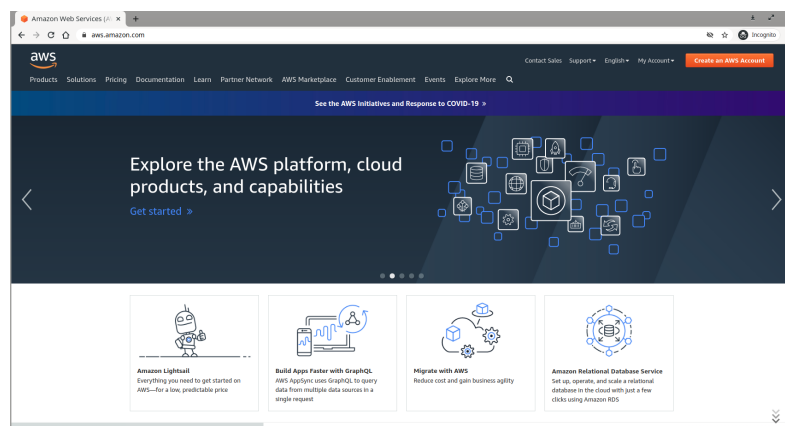 Amazon Web Services (A
aws.amazon.com
Incognito
aws
Contact Sales Support English My Account Create an AWS Account
Products Solutions Pricing Documentation Learn Partner Network AWS Marketplace Customer Enablement Events Explore More
See the AWS Initiatives and Response to COVID-19 »
Explore the AWS platform, cloud
products, and capabilities
Get started »
Amazon Lightsail
Everything you need to get started on
AWS—for a low, predictable price
Build Apps Faster with GraphQL
AWS AppSync uses GraphQL to query
data from multiple data sources in a
single request
Migrate with AWS
Reduce cost and gain business agility
Amazon Relational Database Service
Set up, operate, and scale a relational
database in the cloud with just a few
clicks using Amazon RDS